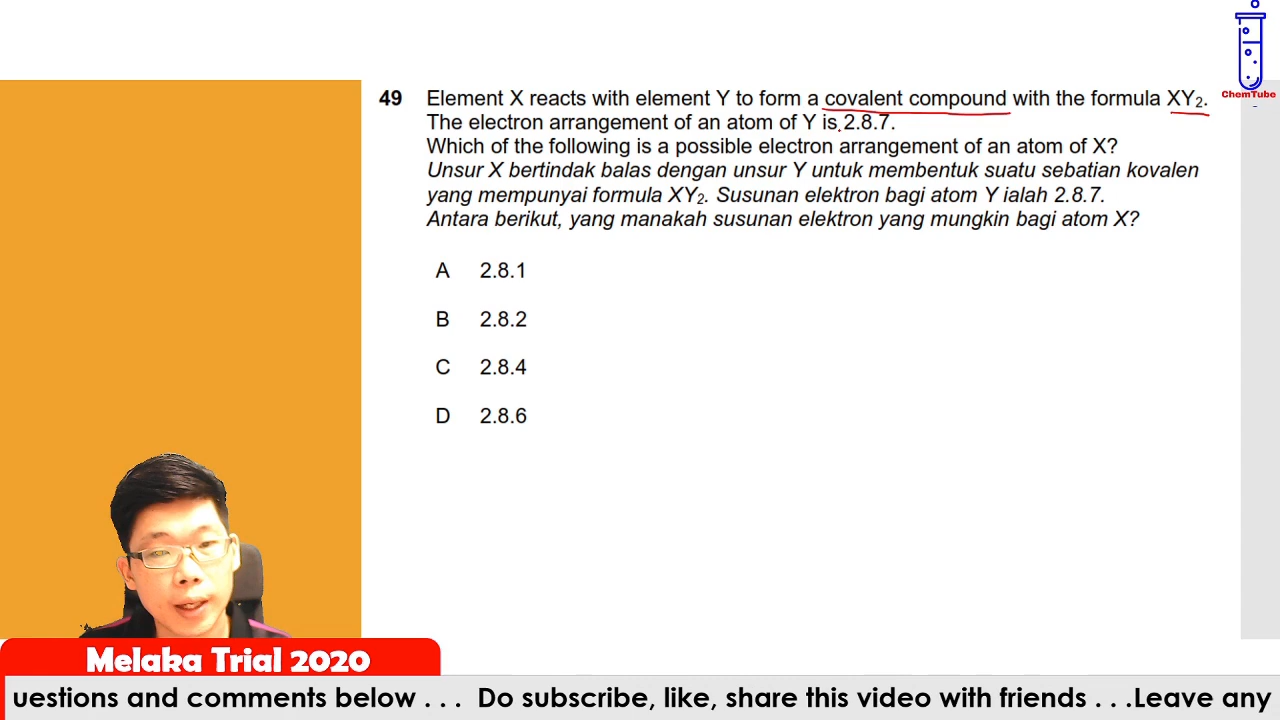 ChemTube
49 Element X reacts with element Y to form a covalent compound with the formula XY₂.
The electron arrangement of an atom of Y is 2.8.7.
Which of the following is a possible electron arrangement of an atom of X?
Unsur X bertindak balas dengan unsur Y untuk membentuk suatu sebatian kovalen
yang mempunyai formula XY₂. Susunan elektron bagi atom Y ialah 2.8.7.
Antara berikut, yang manakah susunan elektron yang mungkin bagi atom X?
A 2.8.1
B 2.8.2
C 2.8.4
D 2.8.6
Melaka Trial 2020
uestions and comments below . . . Do subscribe, like, share this video with friends . . .Leave any